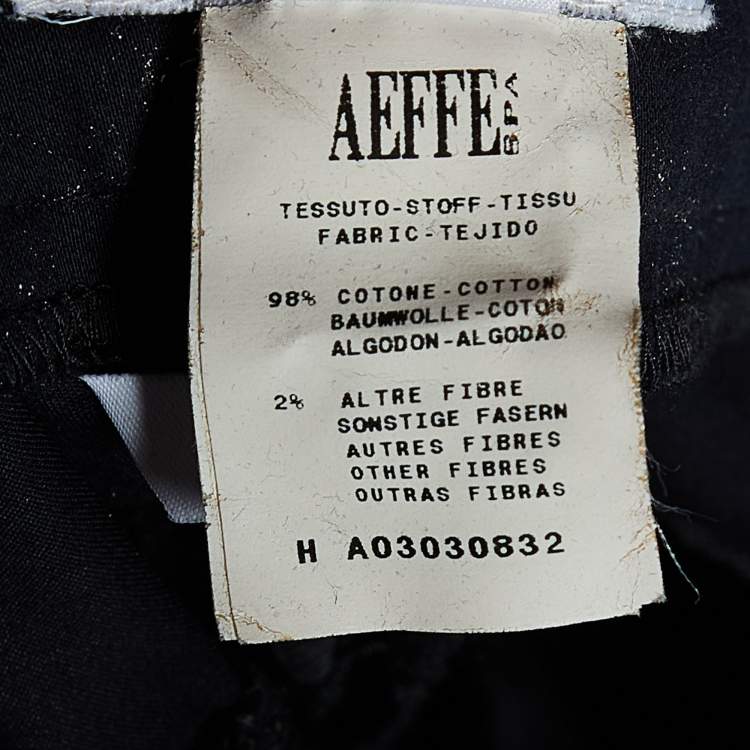 AEFFE SPA
TESSUTO-STOFF-TISSU
FABRIC-TEJIDO
98% COTONE-COTTON
BAUMWOLLE-COTON
ALGODON-ALGODAO
2% ALTRE FIBRE
SONSTIGE FASERN
AUTRES FIBRES
OTHER FIBRES
OUTRAS FIBRAS
H A03030832